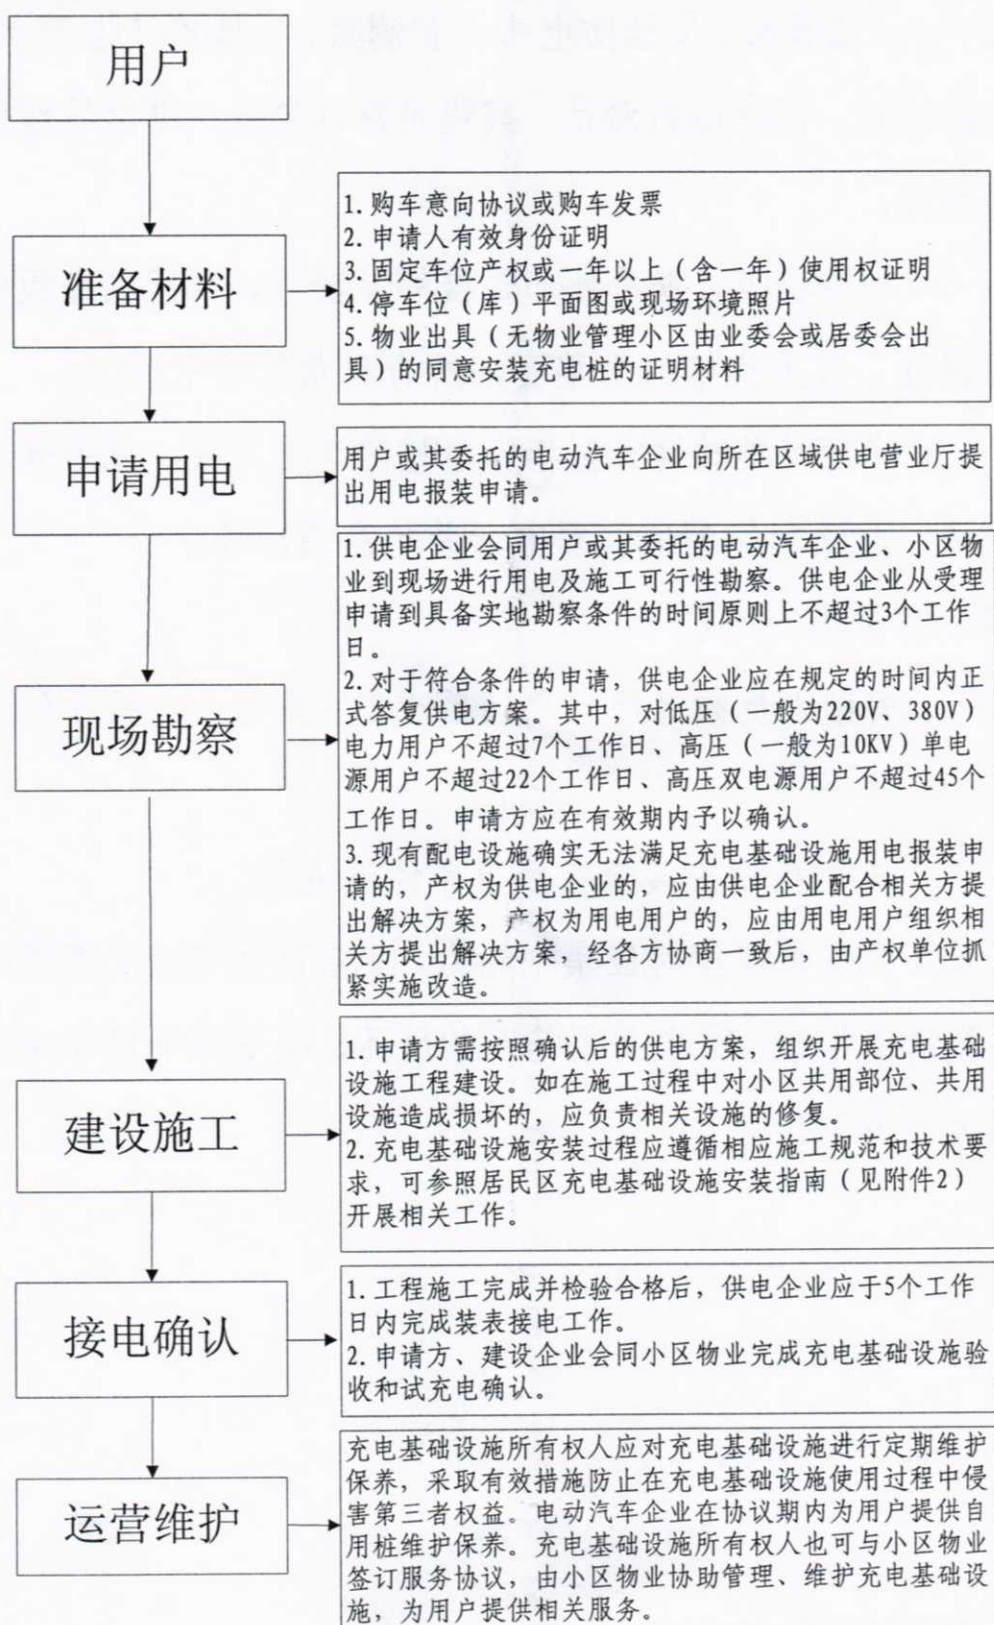 用户
准备材料
1. 购车意向协议或购车发票
2. 申请人有效身份证明
3. 固定车位产权或一年以上（含一年）使用权证明
4. 停车位（库）平面图或现场环境照片
5. 物业出具（无物业管理小区由业委会或居委会出
具）的同意安装充电桩的证明材料
申请用电
用户或其委托的电动汽车企业向所在区域供电营业厅提
出用电报装申请。
现场勘察
1. 供电企业会同用户或其委托的电动汽车企业、小区物
业到现场进行用电及施工可行性勘察。供电企业从受理
申请到具备实地勘察条件的时间原则上不超过3个工作
日。
2. 对于符合条件的申请，供电企业应在规定的时间内正
式答复供电方案。其中，对低压（一般为220V、380V）
电力用户不超过7个工作日、高压（一般为10KV）单电
源用户不超过22个工作日、高压双电源用户不超过45个
工作日。申请方应在有效期内予以确认。
3. 现有配电设施确实无法满足充电基础设施用电报装申
请的，产权为供电企业的，应由供电企业配合相关方提
出解决方案，产权为用电用户的，应由用电用户组织相
关方提出解决方案，经各方协商一致后，由产权单位抓
紧实施改造。
建设施工
1. 申请方需按照确认后的供电方案，组织开展充电基础
设施工程建设。如在施工过程中对小区共用部位、共用
设施造成损坏的，应负责相关设施的修复。
2. 充电基础设施安装过程应遵循相应施工规范和技术要
求，可参照居民区充电基础设施安装指南（见附件2）
开展相关工作。
接电确认
1. 工程施工完成并检验合格后，供电企业应于5个工作
日内完成装表接电工作。
2. 申请方、建设企业会同小区物业完成充电基础设施验
收和试充电确认。
运营维护
充电基础设施所有权人应对充电基础设施进行定期维护
保养，采取有效措施防止在充电基础设施使用过程中侵
害第三者权益。电动汽车企业在协议期内为用户提供自
用桩维护保养。充电基础设施所有权人也可与小区物业
签订服务协议，由小区物业协助管理、维护充电基础设
施，为用户提供相关服务。